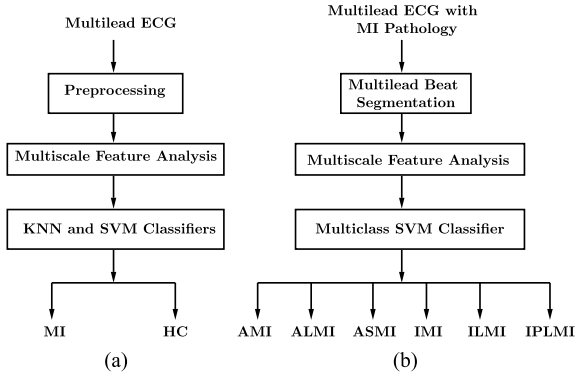 Multilead ECG
Preprocessing
Multiscale Feature Analysis
KNN and SVM Classifiers
MI HC
(a)
Multilead ECG with
MI Pathology
Multilead Beat
Segmentation
Multiscale Feature Analysis
Multiclass SVM Classifier
AMI ALMI ASMI IMI ILMI IPLMI
(b)